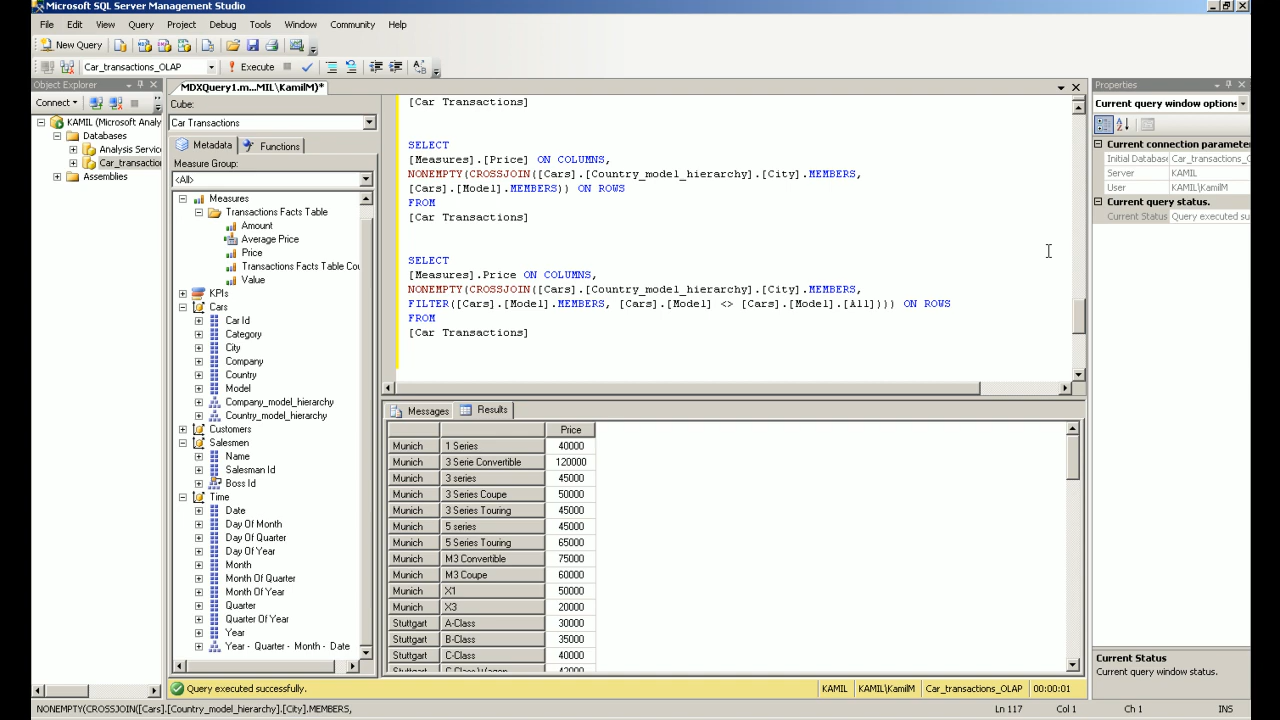 Microsoft SQL Server Management Studio
File Edit View Query Project Debug Tools Window Community Help
New Query
Car_transactions_OLAP Execute
Object Explorer
Connect
KAMIL (Microsoft Analy
Databases
Analysis Servic
Car_transactio
Assemblies
MDXQuery1.m...MIL\KamilM)*
Cube:
Car Transactions
Metadata Functions
Measure Group:
<All>
Measures
Transactions Facts Table
Amount
Average Price
Price
Transactions Facts Table Cou
Value
KPIs
Cars
Car Id
Category
City
Company
Country
Model
Company_model_hierarchy
Country_model_hierarchy
Customers
Salesmen
Name
Salesman Id
Boss Id
Time
Date
Day Of Month
Day Of Quarter
Day Of Year
Month
Month Of Quarter
Month Of Year
Quarter
Quarter Of Year
Year
Year - Quarter - Month - Date
[Car Transactions]
SELECT
[Measures].[Price] ON COLUMNS,
NONEMPTY(CROSSJOIN([Cars].[Country_model_hierarchy].[City].MEMBERS,
[Cars].[Model].MEMBERS)) ON ROWS
FROM
[Car Transactions]
SELECT
[Measures].Price ON COLUMNS,
NONEMPTY(CROSSJOIN([Cars].[Country_model_hierarchy].[City].MEMBERS,
FILTER([Cars].[Model].MEMBERS, [Cars].[Model] <> [Cars].[Model].[All]))) ON ROWS
FROM
[Car Transactions]
Messages Results
Price
Munich 1 Series 40000
Munich 3 Serie Convertible 120000
Munich 3 series 45000
Munich 3 Series Coupe 50000
Munich 3 Series Touring 45000
Munich 5 series 45000
Munich 5 Series Touring 65000
Munich M3 Convertible 75000
Munich M3 Coupe 60000
Munich X1 50000
Munich X3 20000
Stuttgart A-Class 30000
Stuttgart B-Class 35000
Stuttgart C-Class 40000
Properties
Current query window options
Current connection parameter
Initial Database Car_transactions_O
Server KAMIL
User KAMIL\KamilM
Current query status.
Current Status Query executed su
Current Status
Current query window status.
Query executed successfully. KAMIL KAMIL\KamilM Car_transactions_OLAP 00:00:01
NONEMPTY(CROSSJOIN([Cars].[Country_model_hierarchy].[City].MEMBERS, Ln 117 Col 1 Ch 1 INS